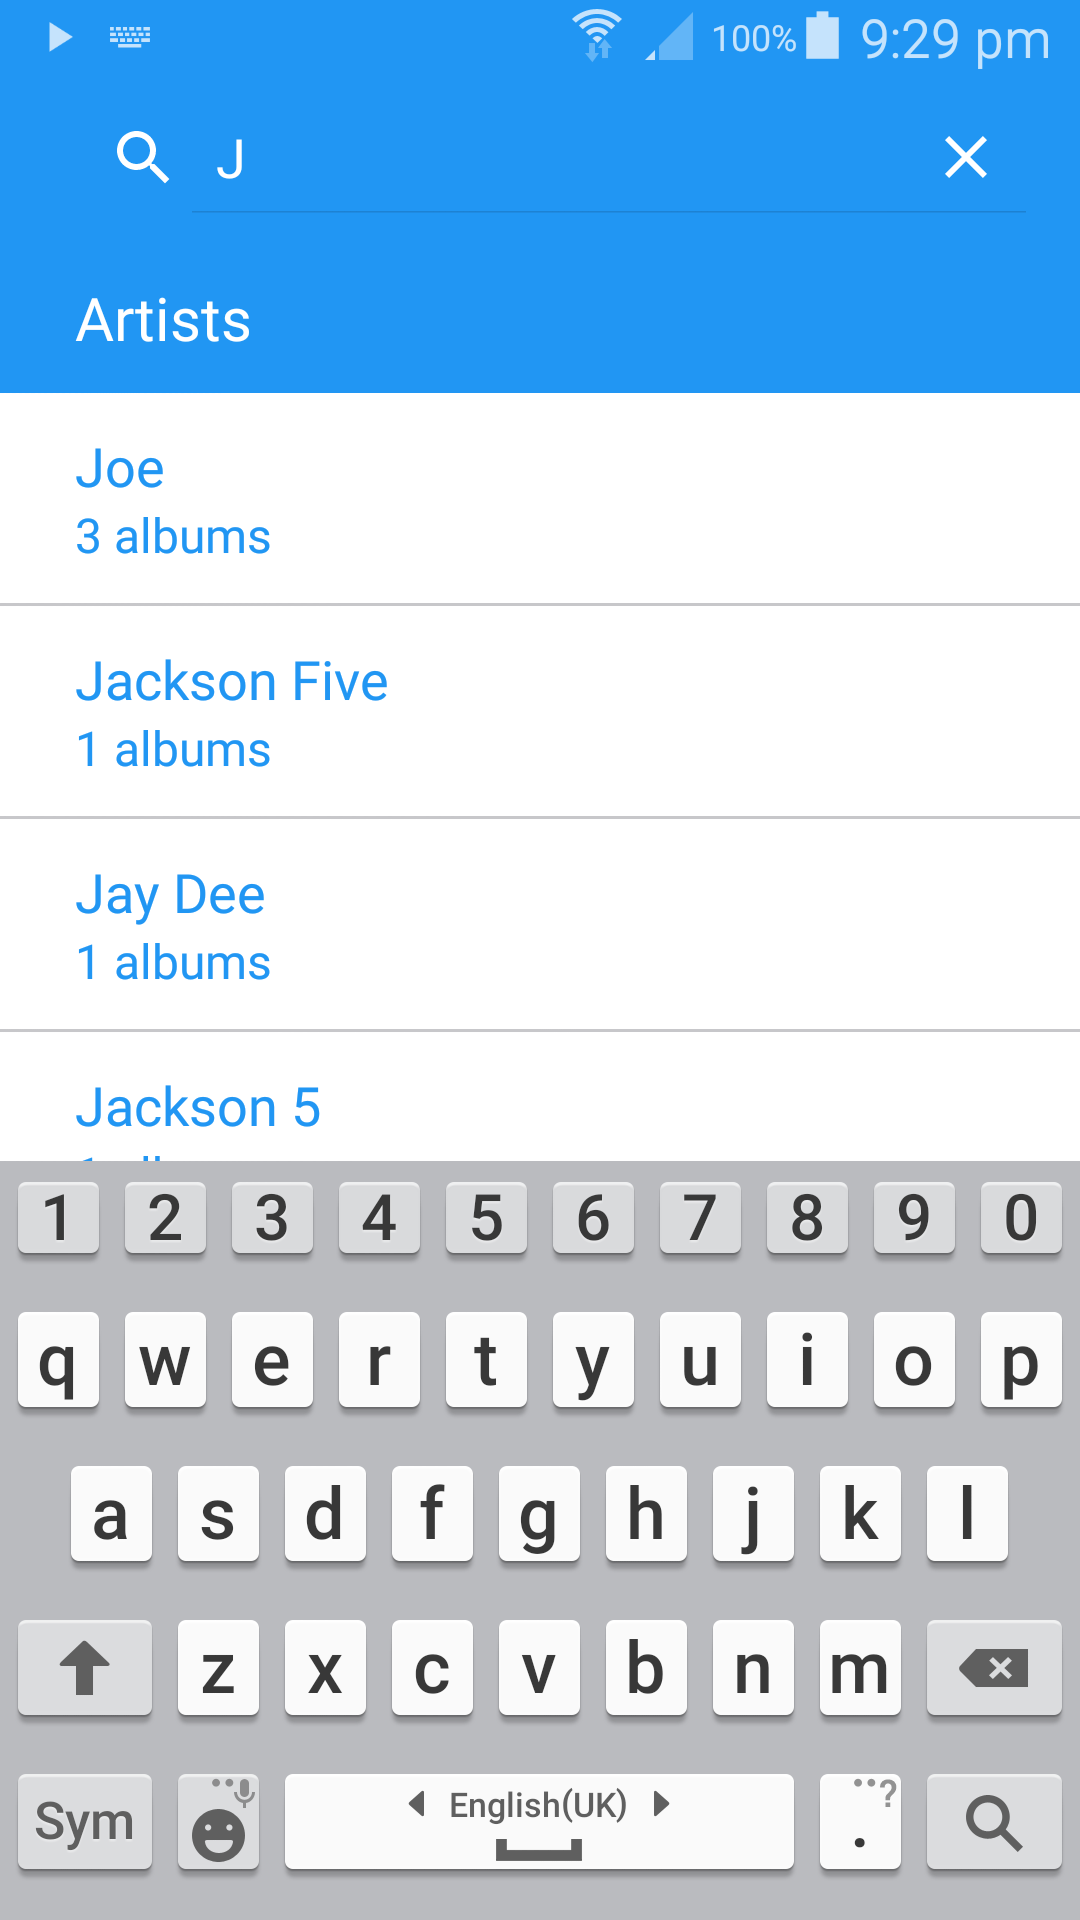 100% 9:29 pm
J
Artists
Joe
3 albums
Jackson Five
1 albums
Jay Dee
1 albums
Jackson 5
1 2 3 4 5 6 7 8 9 0
q w e r t y u i o p
a s d f g h j k l
z x c v b n m
Sym English(UK) . ?